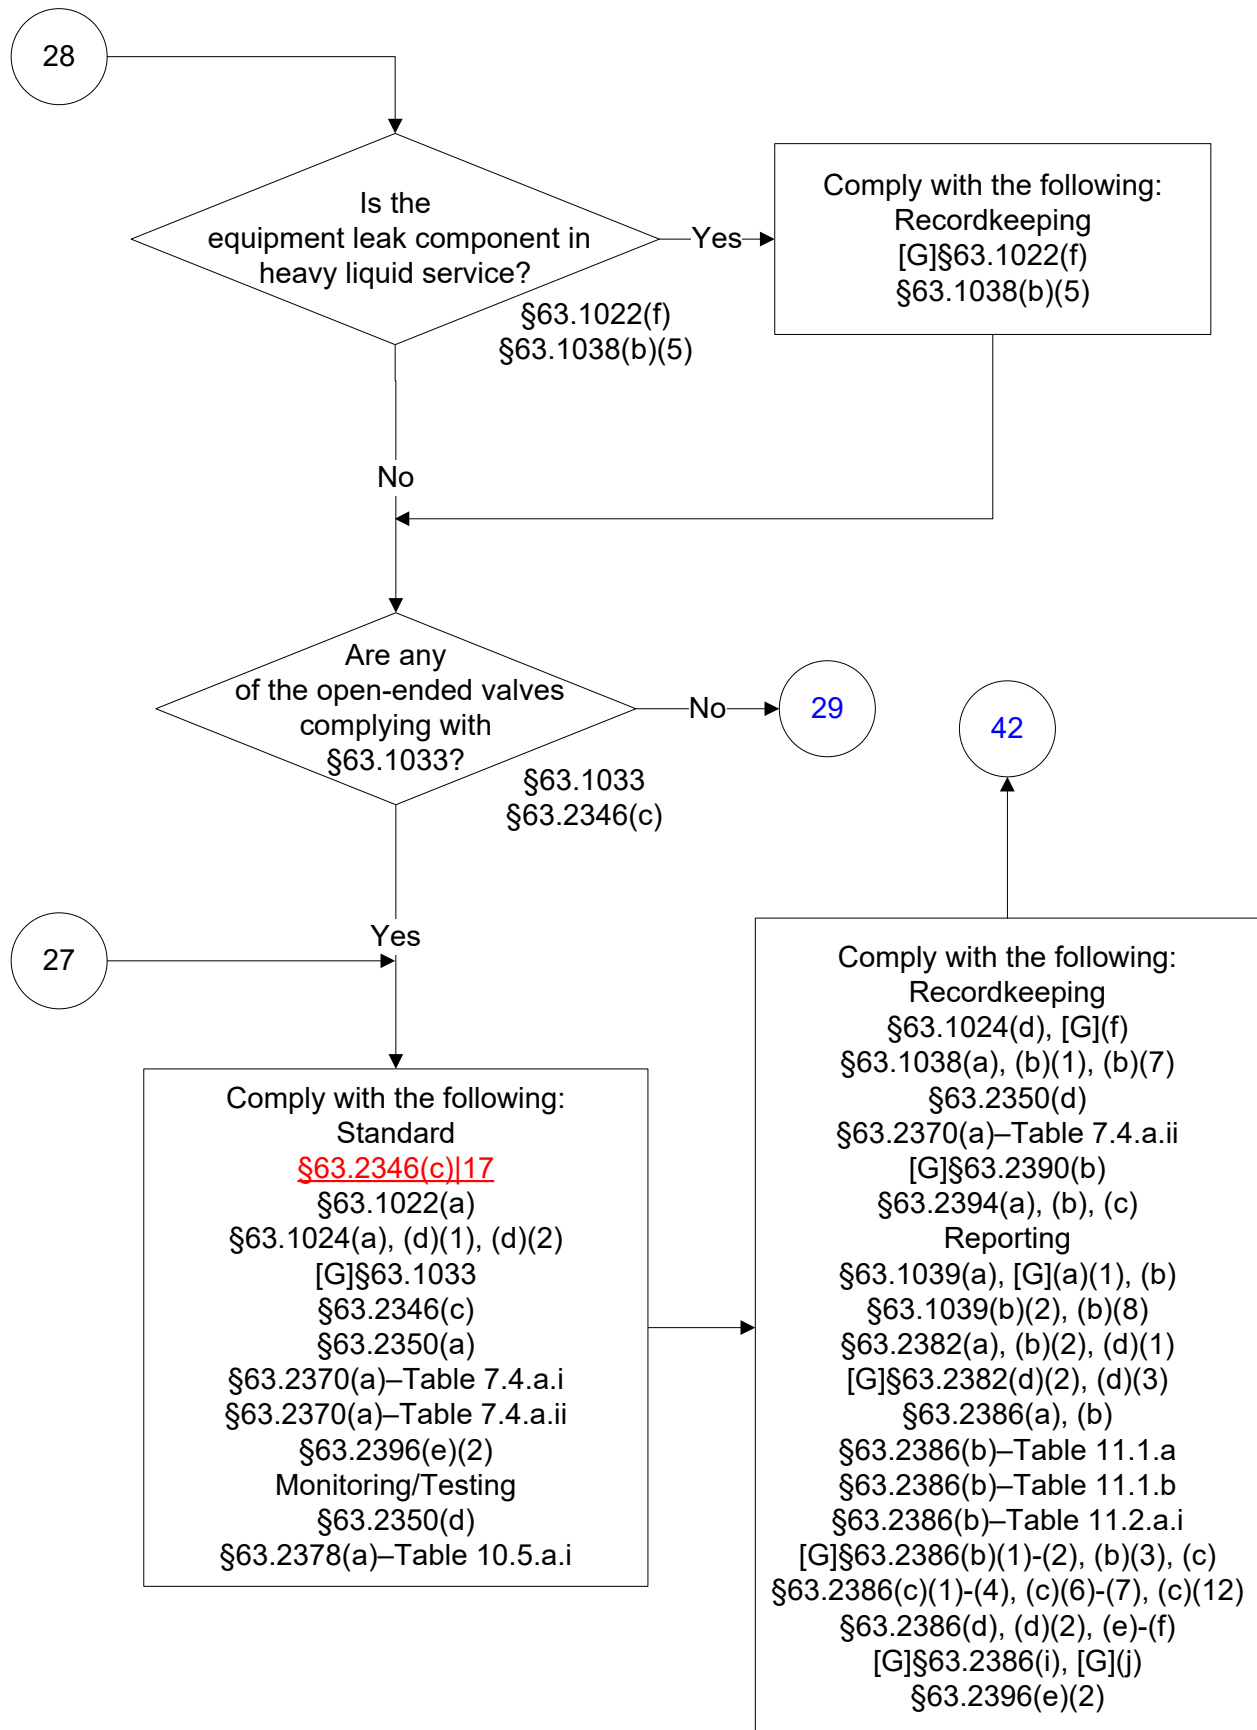 28
Is the
equipment leak component in
heavy liquid service?
Yes
§63.1022(f)
§63.1038(b)(5)
Comply with the following:
Recordkeeping
[G]§63.1022(f)
§63.1038(b)(5)
No
Are any
of the open-ended valves
complying with
§63.1033?
No
29
§63.1033
§63.2346(c)
42
Yes
27
Comply with the following:
Standard
§63.2346(c)|17
§63.1022(a)
§63.1024(a), (d)(1), (d)(2)
[G]§63.1033
§63.2346(c)
§63.2350(a)
§63.2370(a)–Table 7.4.a.i
§63.2370(a)–Table 7.4.a.ii
§63.2396(e)(2)
Monitoring/Testing
§63.2350(d)
§63.2378(a)–Table 10.5.a.i
Comply with the following:
Recordkeeping
§63.1024(d), [G](f)
§63.1038(a), (b)(1), (b)(7)
§63.2350(d)
§63.2370(a)–Table 7.4.a.ii
[G]§63.2390(b)
§63.2394(a), (b), (c)
Reporting
§63.1039(a), [G](a)(1), (b)
§63.1039(b)(2), (b)(8)
§63.2382(a), (b)(2), (d)(1)
[G]§63.2382(d)(2), (d)(3)
§63.2386(a), (b)
§63.2386(b)–Table 11.1.a
§63.2386(b)–Table 11.1.b
§63.2386(b)–Table 11.2.a.i
[G]§63.2386(b)(1)-(2), (b)(3), (c)
§63.2386(c)(1)-(4), (c)(6)-(7), (c)(12)
§63.2386(d), (d)(2), (e)-(f)
[G]§63.2386(i), [G](j)
§63.2396(e)(2)